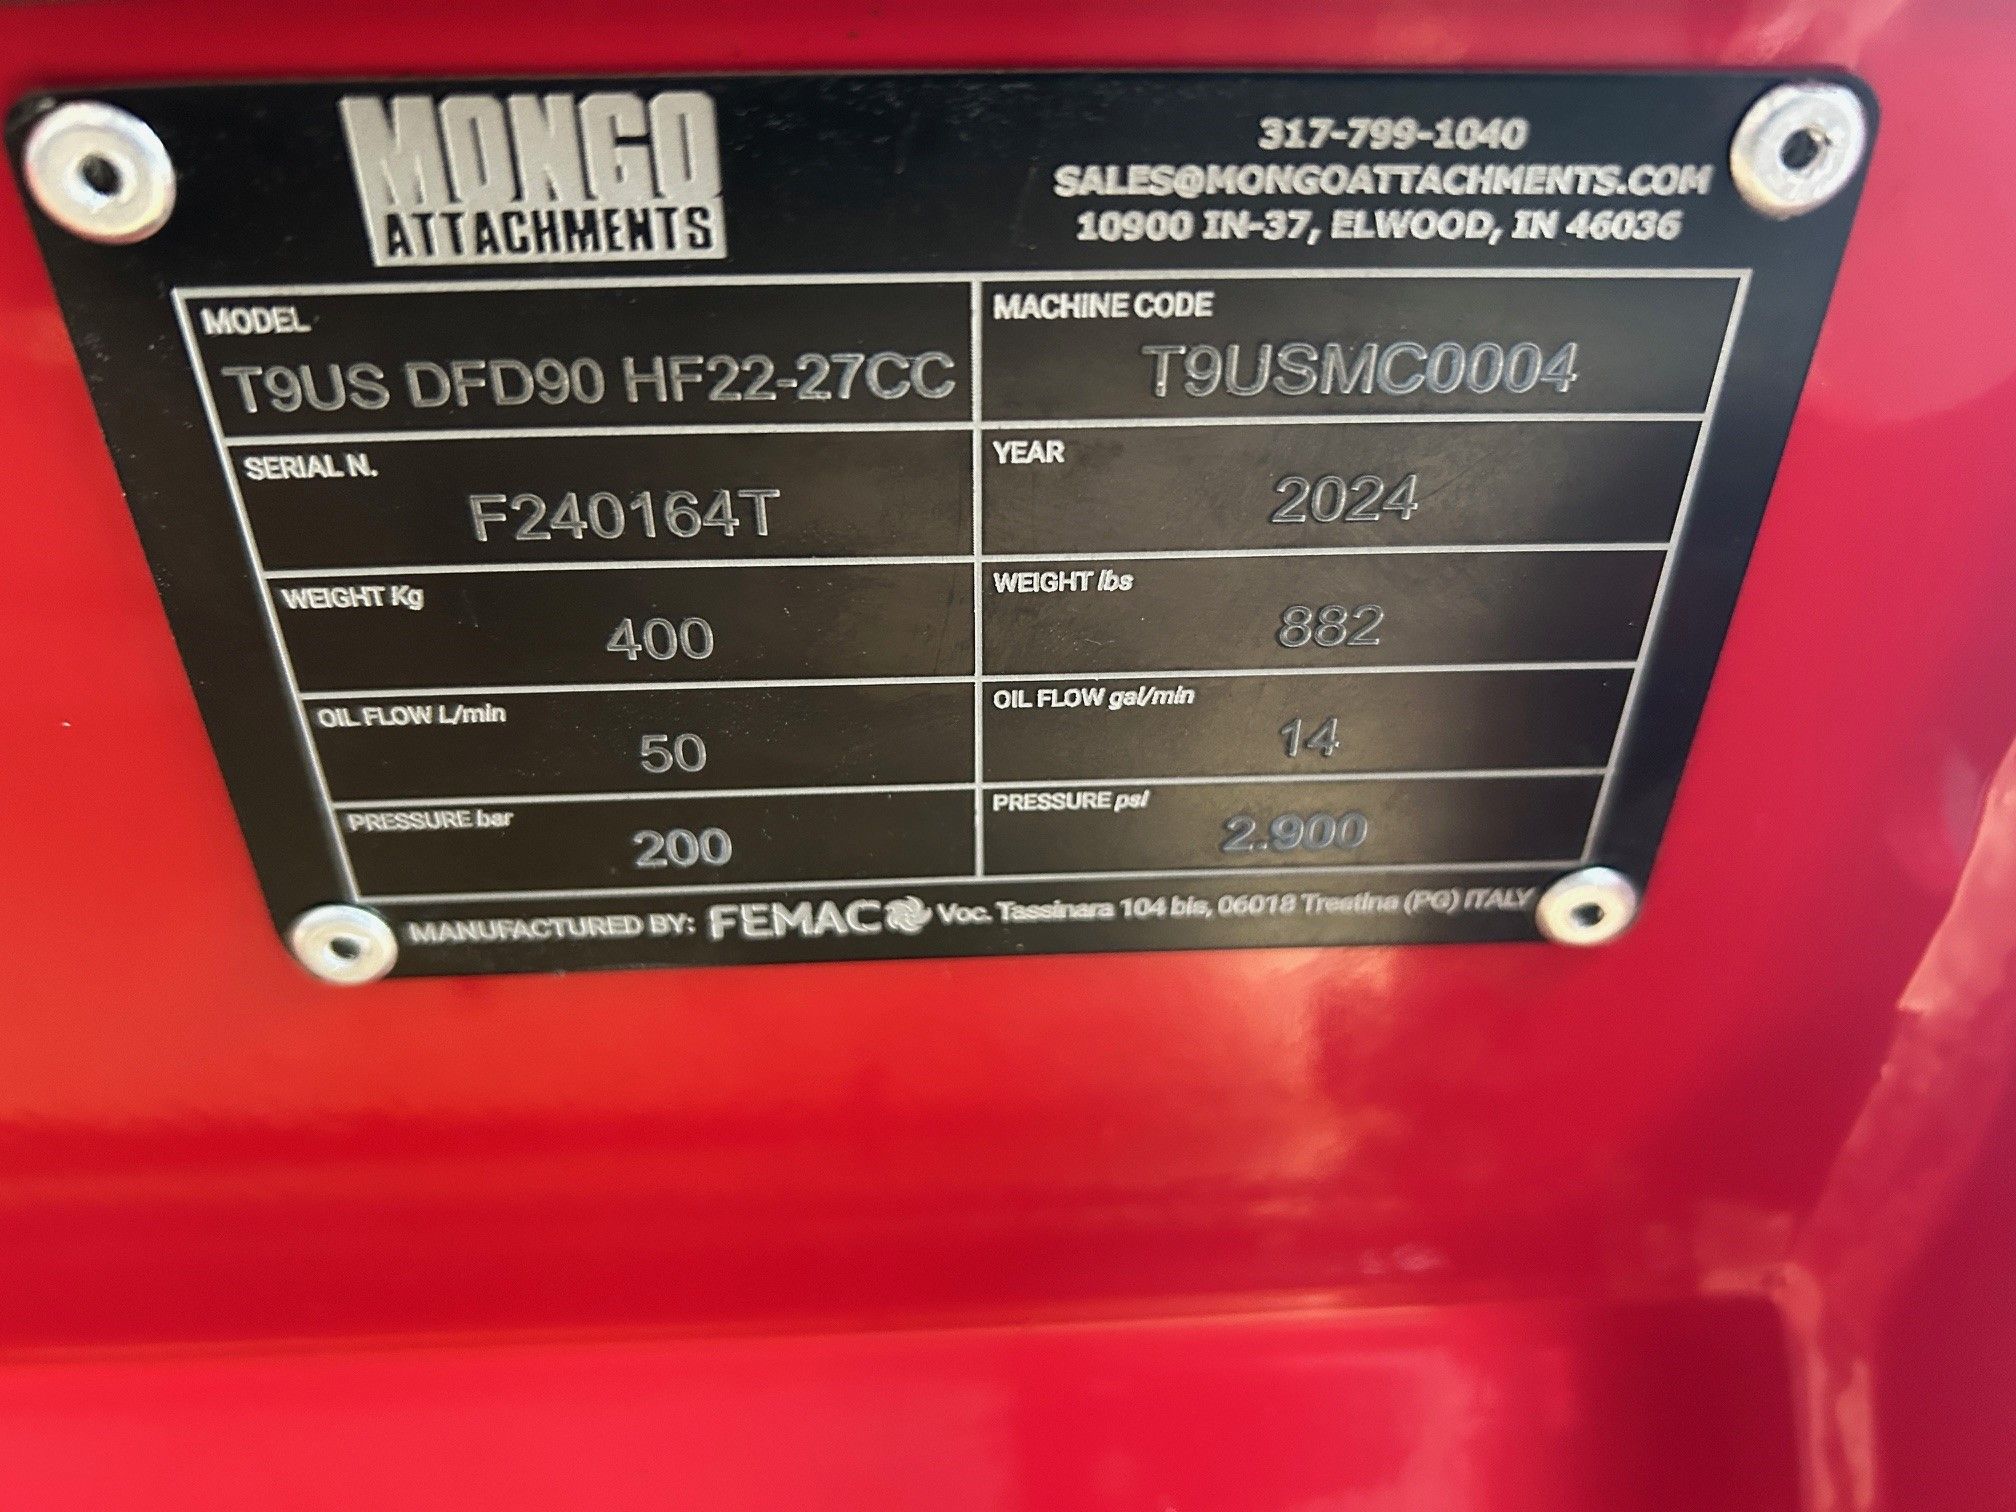 MONGO
ATTACHMENTS
317-799-1040
SALES@MONGOATTACHMENTS.COM
10900 IN-37, ELWOOD, IN 46036
MODEL
T9US DFD90 HF22-27CC
MACHINE CODE
T9USMC0004
SERIAL N.
F240164T
YEAR
2024
WEIGHT Kg
400
WEIGHT lbs
882
OIL FLOW L/min
50
OIL FLOW gal/min
14
PRESSURE bar
200
PRESSURE psi
2.900
MANUFACTURED BY: FEMAC Voc. Tassinara 104 bis, 06018 Trestina (PG) ITALY